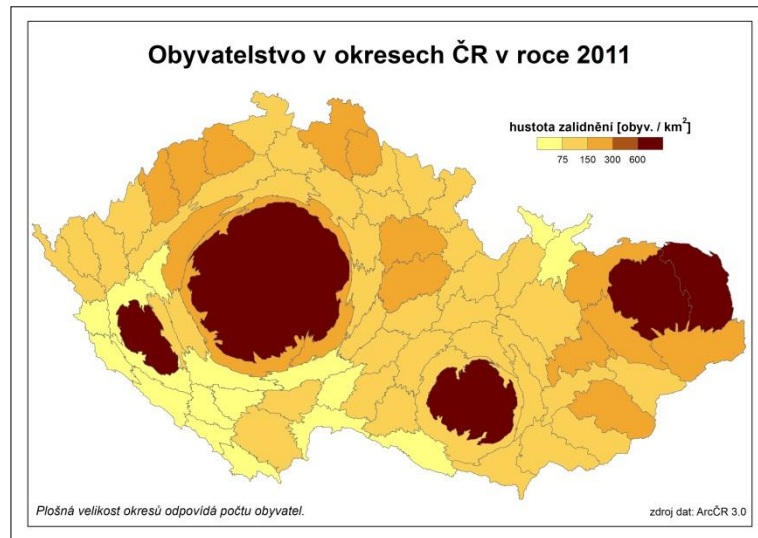 Obyvatelstvo v okresech ČR v roce 2011
hustota zalidnění [obyv. / km²]
75 150 300 600
Plošná velikost okresů odpovídá počtu obyvatel.
zdroj dat: ArcČR 3.0